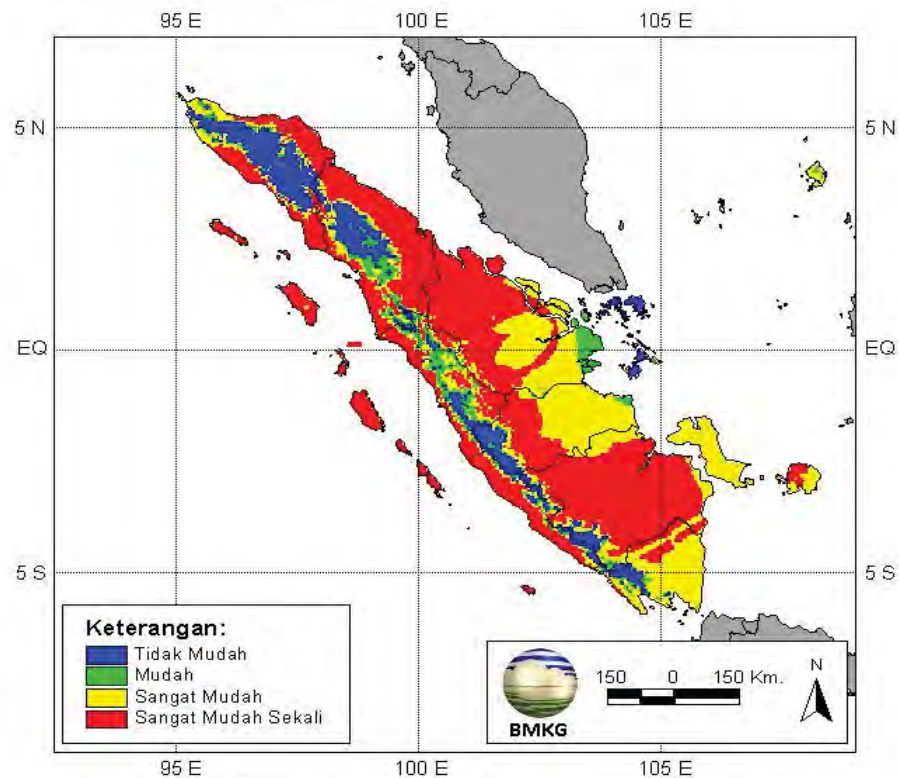 95 E 100 E 105 E
5 N 5 N
EQ EQ
5 S 5 S
Keterangan:
Tidak Mudah
Mudah
Sangat Mudah
Sangat Mudah Sekali
150 0 150 Km.
N
BMKG
95 E 100 E 105 E